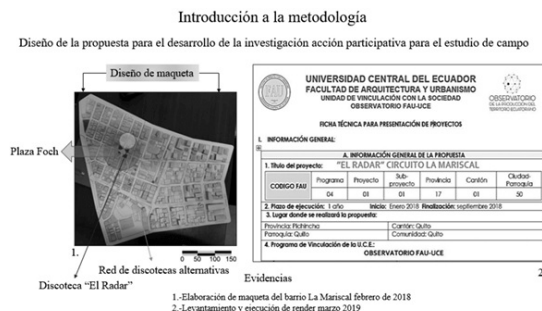 Introducción a la metodología
Diseño de la propuesta para el desarrollo de la investigación acción participativa para el estudio de campo
Diseño de maqueta
Plaza Foch
1.
0 50 100 150
Red de discotecas alternativas
Discoteca “El Radar”
UNIVERSIDAD CENTRAL DEL ECUADOR
FACULTAD DE ARQUITECTURA Y URBANISMO
UNIDAD DE VINCULACIÓN CON LA SOCIEDAD
OBSERVATORIO FAU-UCE
OBSERVATORIO
FICHA TÉCNICA PARA PRESENTACIÓN DE PROYECTOS
I. INFORMACIÓN GENERAL:
A. INFORMACIÓN GENERAL DE LA PROPUESTA
1. Título del proyecto: "EL RADAR" CIRCUITO LA MARISCAL
CODIGO FAU Programa Proyecto Sub-proyecto Provincia Cantón Ciudad-Parroquia
04 03 01 17 01 50
2. Plazo de ejecución: 1 año Inicio: Enero 2018 Finalización: septiembre 2018
3. Lugar donde se realizará la propuesta:
Provincia: Pichincha Cantón: Quito
Parroquia: Quito Comunidad: Quito
4. Programa de Vinculación de la U.C.E.:
OBSERVATORIO FAU-UCE
2
Evidencias
1.-Elaboración de maqueta del barrio La Mariscal febrero de 2018
2.-Levantamiento y ejecución de render marzo 2019